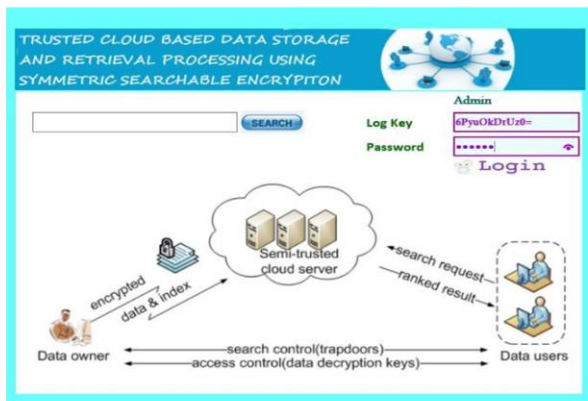 TRUSTED CLOUD BASED DATA STORAGE
AND RETRIEVAL PROCESSING USING
SYMMETRIC SEARCHABLE ENCRYPITON
Admin
SEARCH
Log Key
6PyuOkDrUz0=
Password
••••••
Login
Semi-trusted
cloud server
encrypted
data & index
search request
ranked result
Data owner
search control(trapdoors)
access control(data decryption keys)
Data users